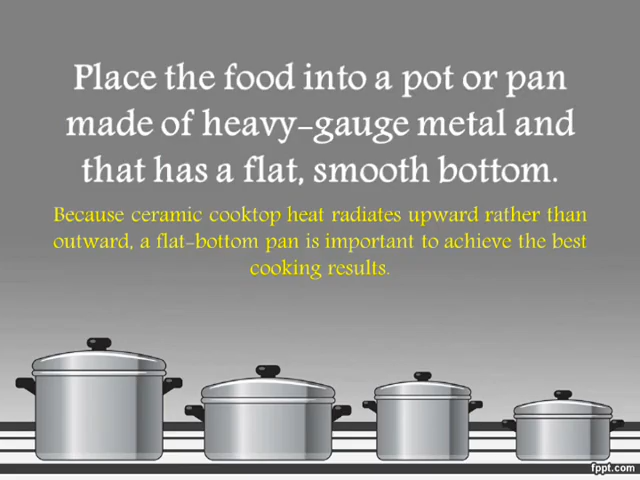 Place the food into a pot or pan
made of heavy-gauge metal and
that has a flat, smooth bottom.
Because ceramic cooktop heat radiates upward rather than
outward, a flat-bottom pan is important to achieve the best
cooking results.
fppt.com